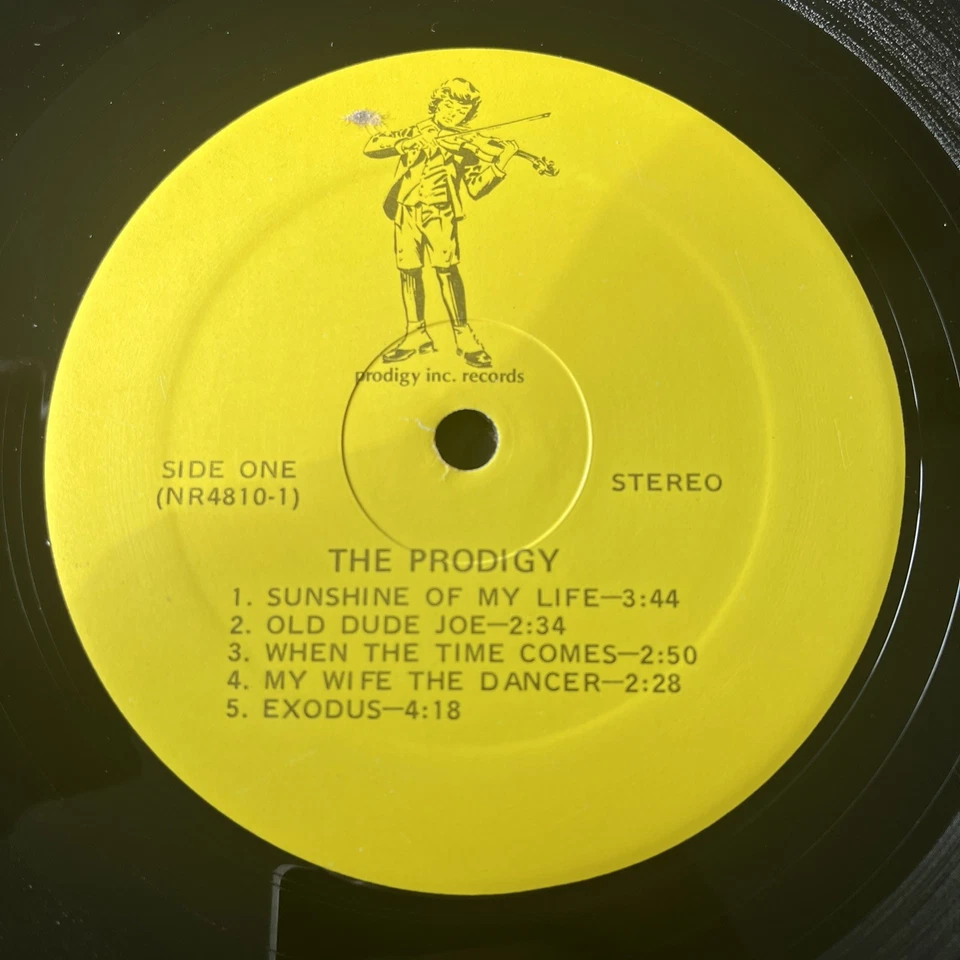 prodigy inc. records
SIDE ONE
(NR4810-1)
STEREO
THE PRODIGY
1. SUNSHINE OF MY LIFE—3:44
2. OLD DUDE JOE—2:34
3. WHEN THE TIME COMES—2:50
4. MY WIFE THE DANCER—2:28
5. EXODUS—4:18